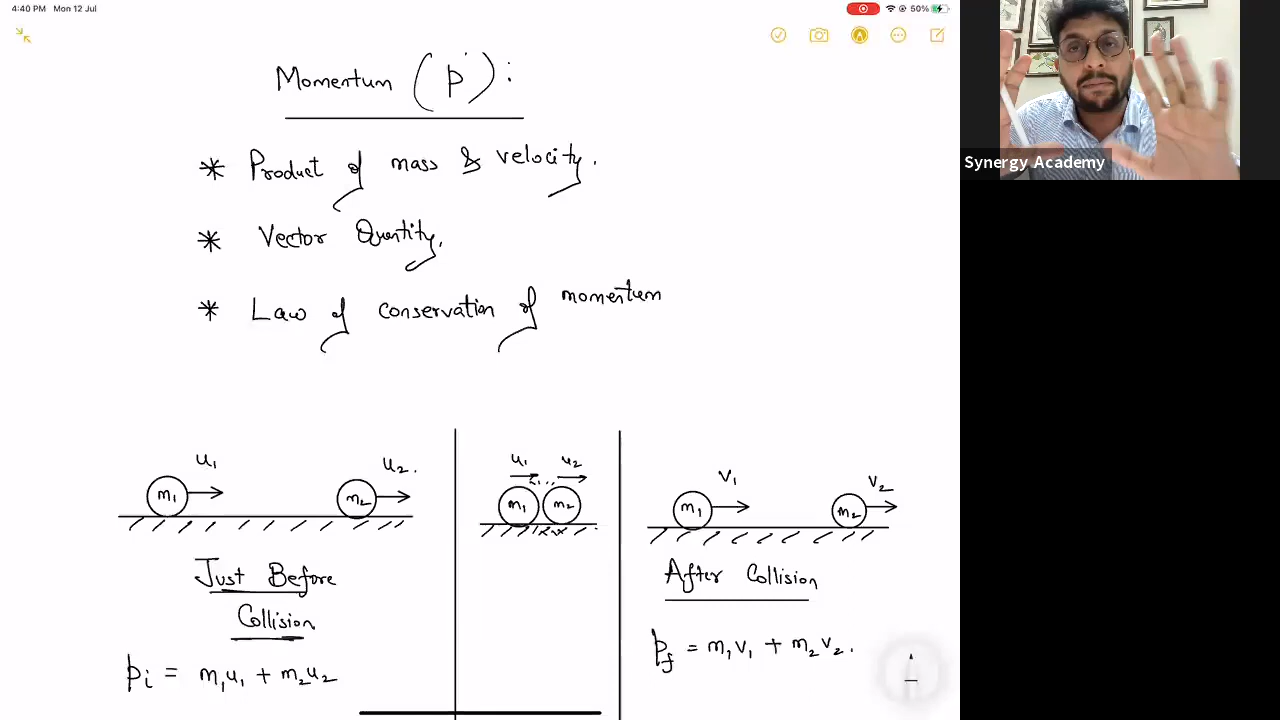 4:40 PM Mon 12 Jul
50%
Momentum (p):
* Product of mass & velocity.
* Vector Quantity.
* Law of conservation of momentum
Synergy Academy
u₁
u₂.
m₁
m₂
Just Before
Collision
pᵢ = m₁u₁ + m₂u₂
u₁ u₂
m₁ m₂
v₁
v₂
m₁
m₂
After Collision
p_f = m₁v₁ + m₂v₂.